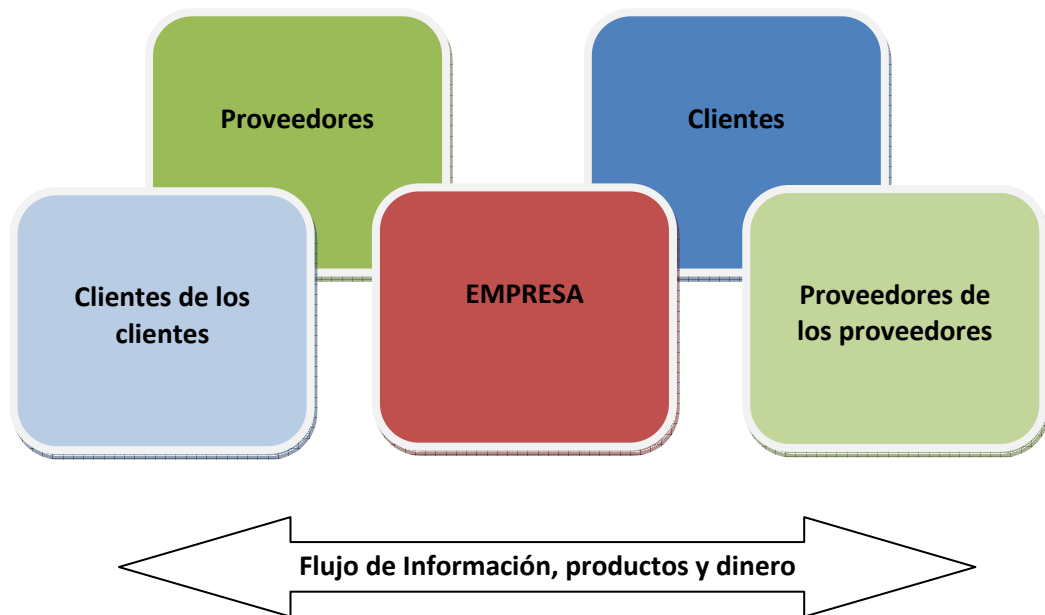 Proveedores
Clientes
Clientes de los
clientes
EMPRESA
Proveedores de
los proveedores
Flujo de Información, productos y dinero